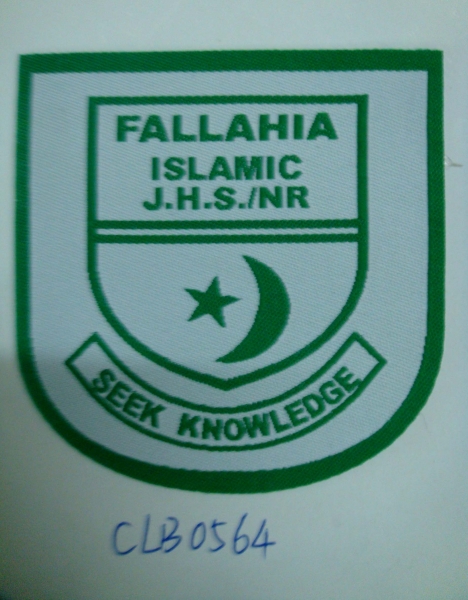 FALLAHIA
ISLAMIC
J.H.S./NR
SEEK KNOWLEDGE
CLB0564